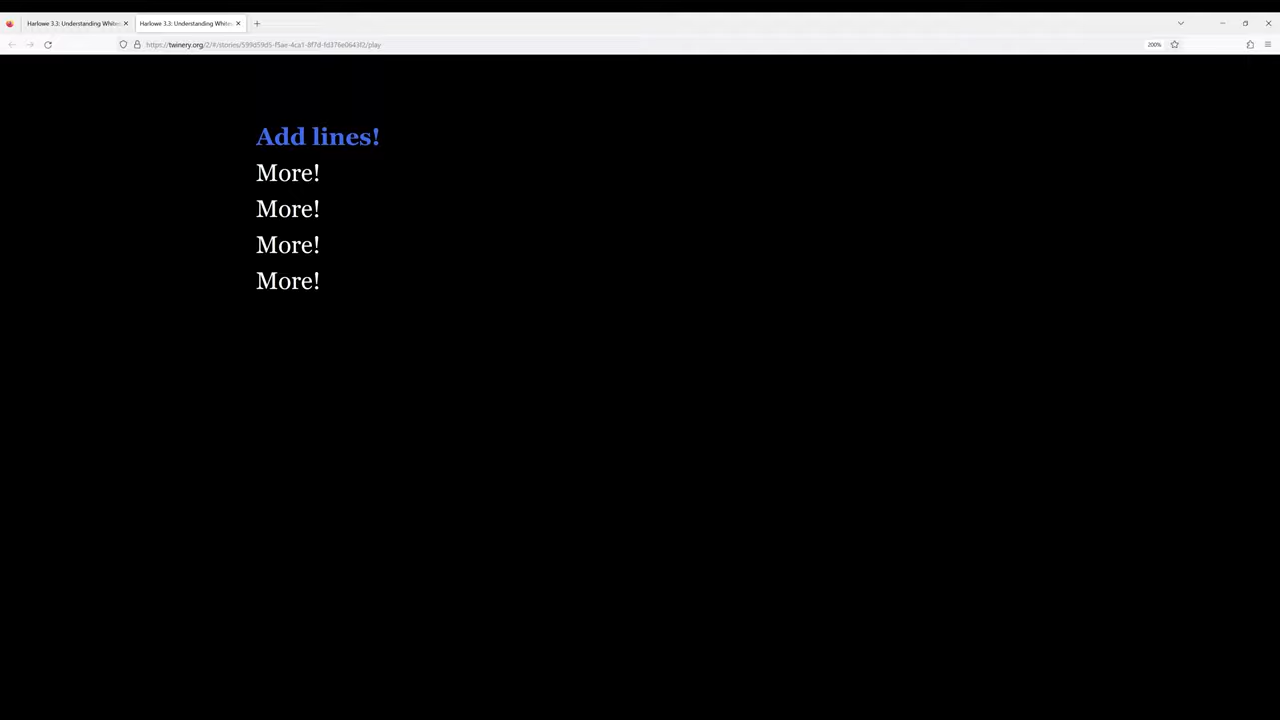 Harlowe 3.3: Understanding White
Harlowe 3.3: Understanding White
https://twinery.org/2/#/stories/599d59d5-f5ae-4ca1-8f7d-fd376e0643f2/play
200%
Add lines!
More!
More!
More!
More!